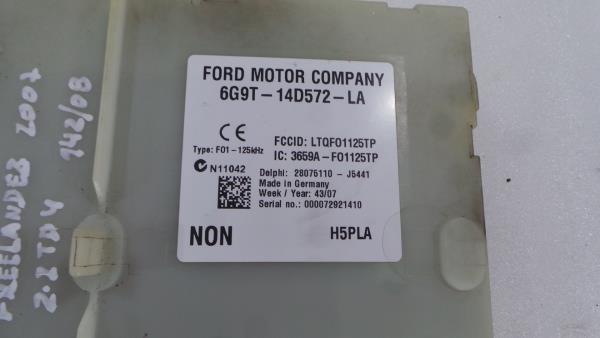 FORD MOTOR COMPANY
6G9T-14D572-LA
CE
FCCID: LTQFO1125TP
Type: F01-125kHz
IC: 3659A-FO1125TP
N11042
Delphi: 28075110-J5441
Made in Germany
Week / Year: 43/07
Serial no.: 000072921410
NON
H5PLA
FREELANDER 2007
2.2 TD4
142/08